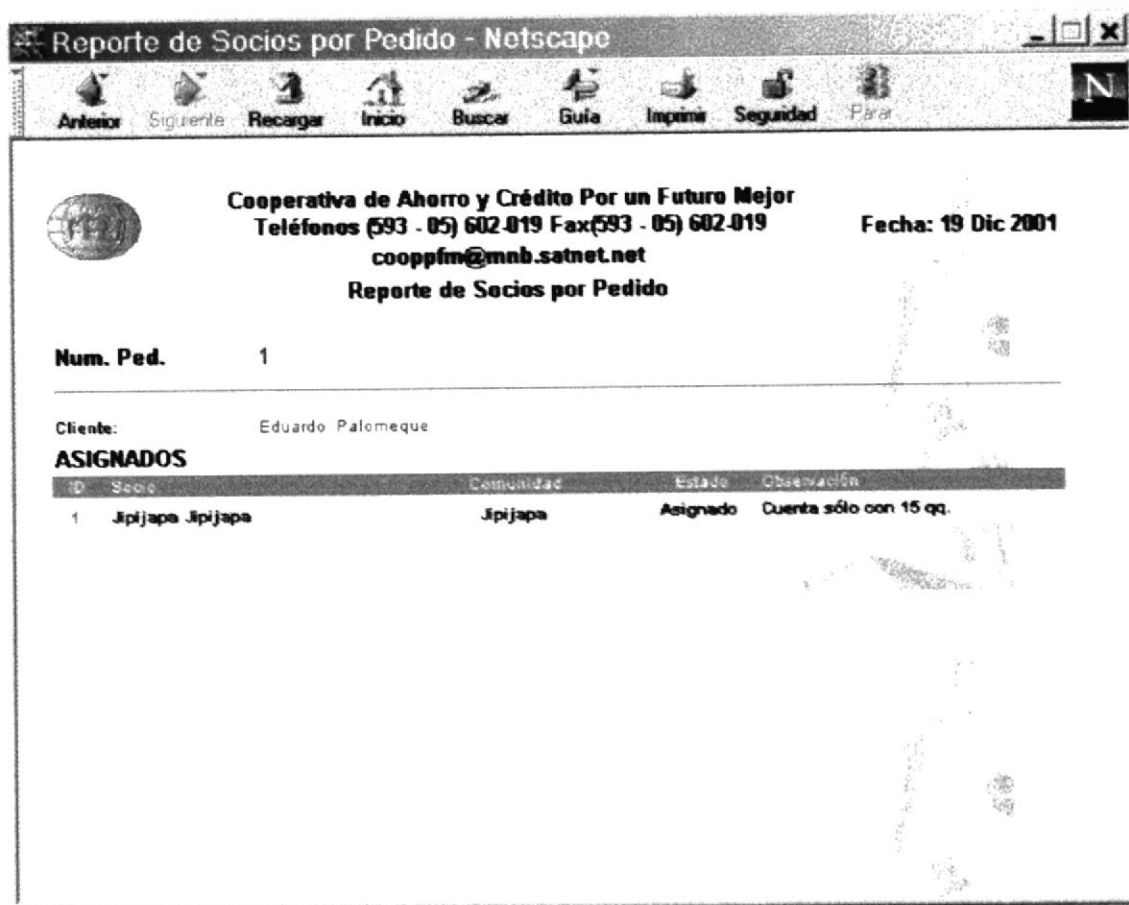 Reporte de Socios por Pedido - Netscape
Anterior Siguiente Recargar Inicio Buscar Guía Imprimir Seguridad Parar
N
Cooperativa de Ahorro y Crédito Por un Futuro Mejor
Teléfonos (593 - 05) 602-019 Fax(593 - 05) 602-019 Fecha: 19 Dic 2001
cooppfm@mnb.satnet.net
Reporte de Socios por Pedido
Num. Ped. 1
Cliente: Eduardo Palomeque
ASIGNADOS
ID Socio Comunidad Estado Observación
1 Jipijapa Jipijapa Jipijapa Asignado Cuenta sólo con 15 qq.